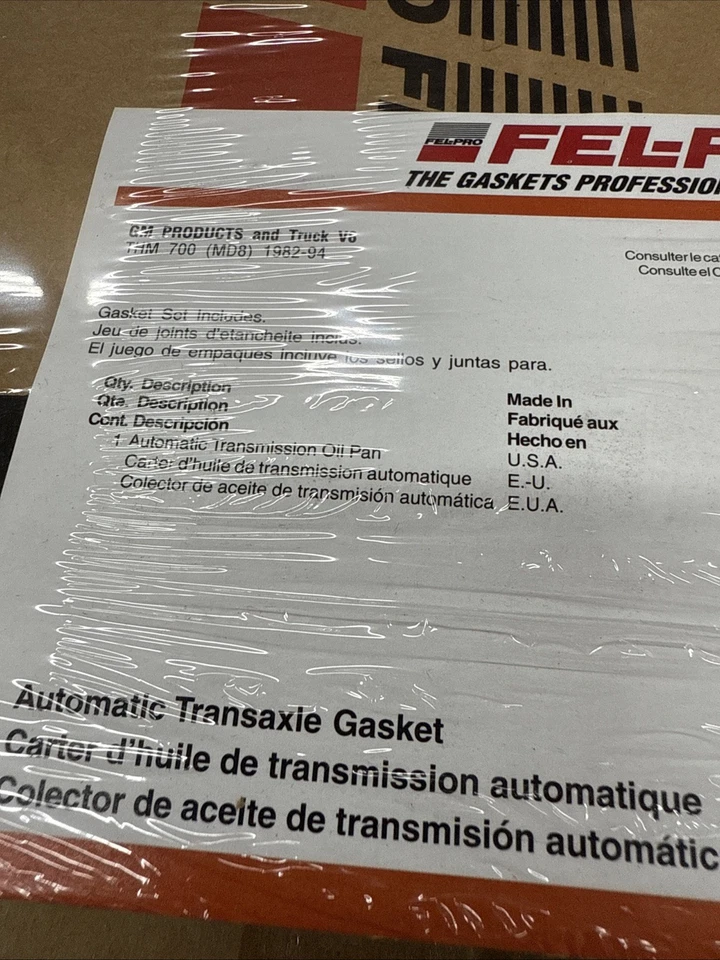 FEL-PRO
FEL-P
THE GASKETS PROFESSION
GM PRODUCTS and Truck V8
THM 700 (MD8) 1982-94
Consulter le ca
Consulte el C
Gasket Set Includes.
Jeu de joints d'etancheite inclus.
El juego de empaques incluye los sellos y juntas para.
Qty. Description
Qte. Description
Cont. Descripción
Made In
Fabriqué aux
Hecho en
1 Automatic Transmission Oil Pan U.S.A.
Carter d'huile de transmission automatique E.-U.
Colector de aceite de transmisión automática E.U.A.
Automatic Transaxle Gasket
Carter d'huile de transmission automatique
Colector de aceite de transmisión automátic